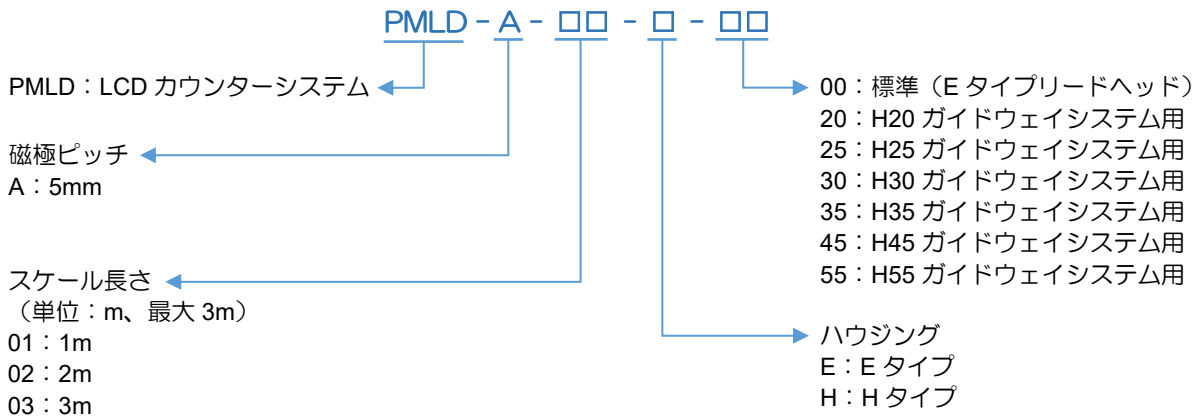 PMLD - A - □□ - □ - □□
PMLD：LCD カウンターシステム
磁極ピッチ
A：5mm
スケール長さ
（単位：m、最大 3m）
01：1m
02：2m
03：3m
00：標準（E タイプリードヘッド）
20：H20 ガイドウェイシステム用
25：H25 ガイドウェイシステム用
30：H30 ガイドウェイシステム用
35：H35 ガイドウェイシステム用
45：H45 ガイドウェイシステム用
55：H55 ガイドウェイシステム用
ハウジング
E：E タイプ
H：H タイプ